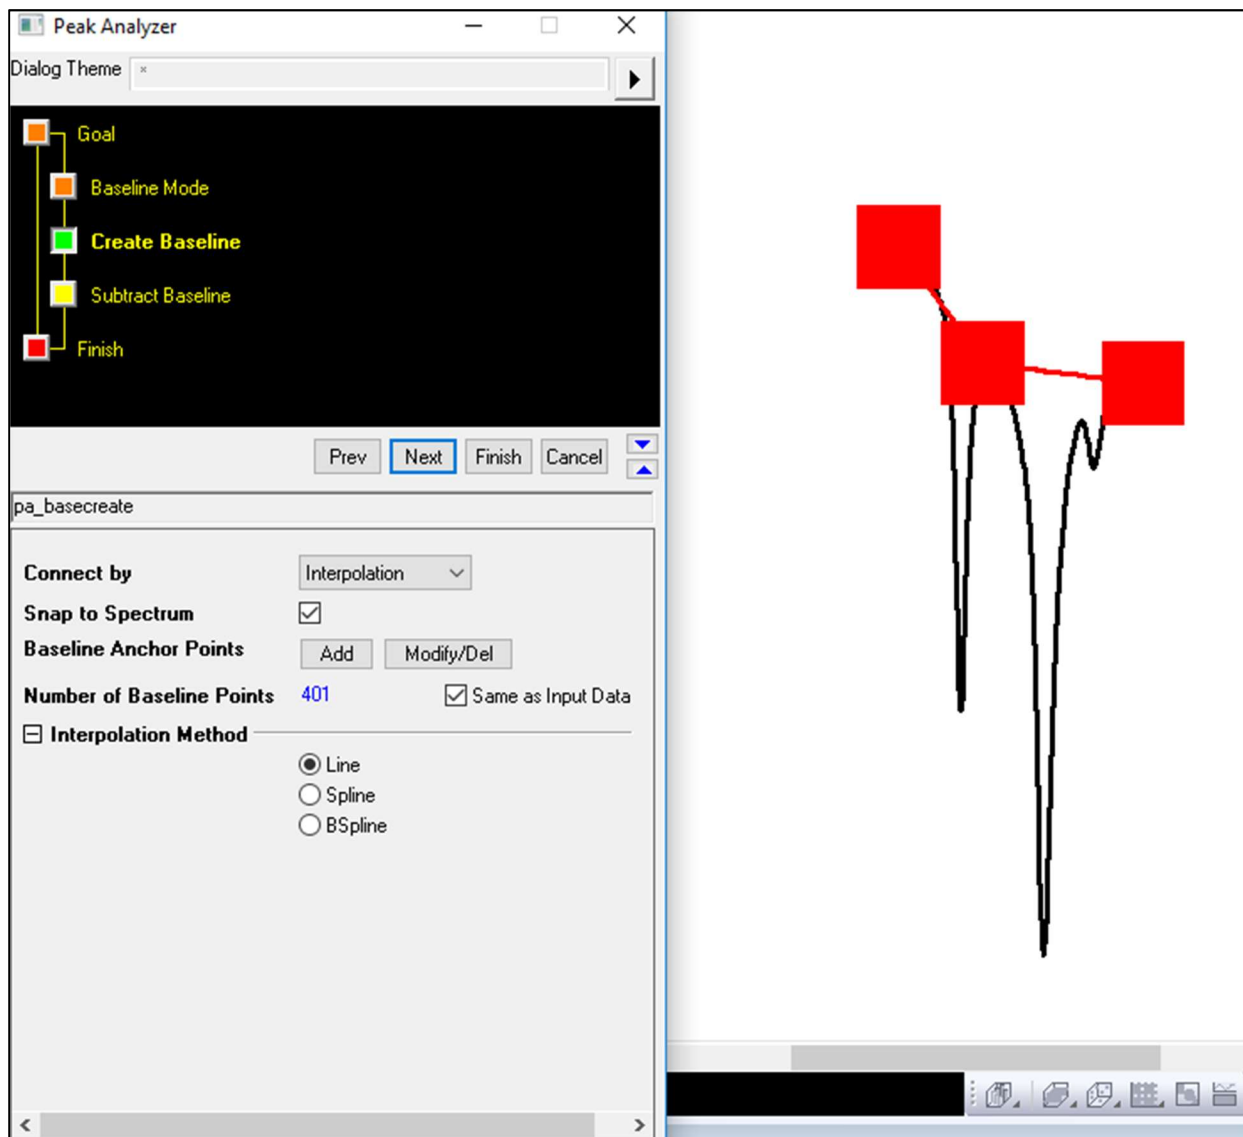 Peak Analyzer
Dialog Theme *
Goal
Baseline Mode
Create Baseline
Subtract Baseline
Finish
Prev Next Finish Cancel
pa_basecreate
Connect by Interpolation
Snap to Spectrum
Baseline Anchor Points Add Modify/Del
Number of Baseline Points 401 Same as Input Data
Interpolation Method
Line
Spline
BSpline